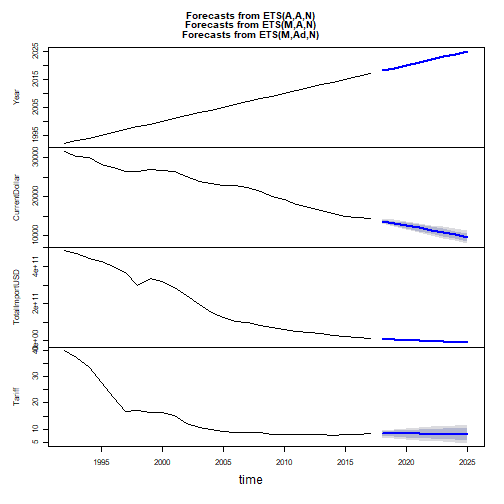 Forecasts from ETS(A,A,N)
Forecasts from ETS(M,A,N)
Forecasts from ETS(M,Ad,N)
2025
2015
2005
1995
Year
30000
20000
1000
CurrentDollar
4e+11
2e+11
0e+00
TotalImportUSD
40
30
20
10
5
Tariff
1995
2000
2005
2010
2015
2020
2025
time